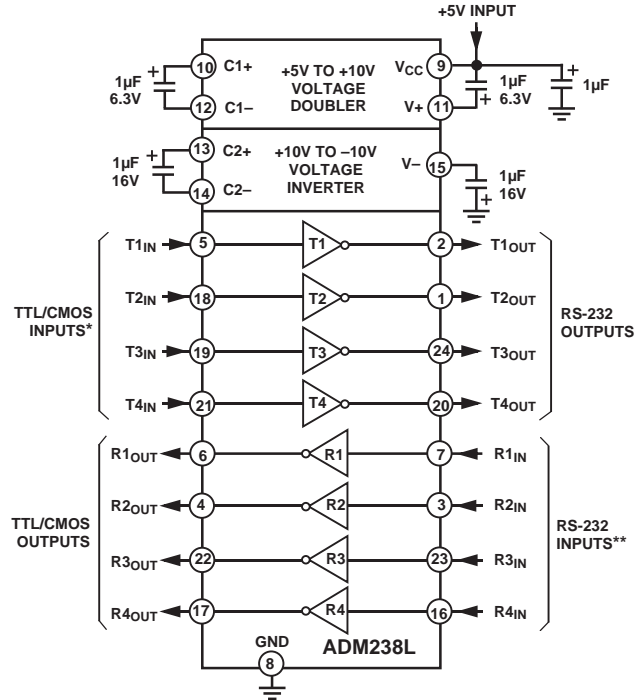 +5V INPUT
10 C1+ +5V TO +10V VOLTAGE DOUBLER VCC 9
1µF 6.3V
12 C1– V+ 11
+ 1µF 6.3V
+ 1µF
13 C2+ +10V TO –10V VOLTAGE INVERTER V– 15
+ 1µF 16V
14 C2–
1µF + 16V
T1IN 5 T1 2 T1OUT
T2IN 18 T2 1 T2OUT
TTL/CMOS INPUTS*
RS-232 OUTPUTS
T3IN 19 T3 24 T3OUT
T4IN 21 T4 20 T4OUT
R1OUT 6 R1 7 R1IN
R2OUT 4 R2 3 R2IN
TTL/CMOS OUTPUTS
RS-232 INPUTS**
R3OUT 22 R3 23 R3IN
R4OUT 17 R4 16 R4IN
GND ADM238L
8